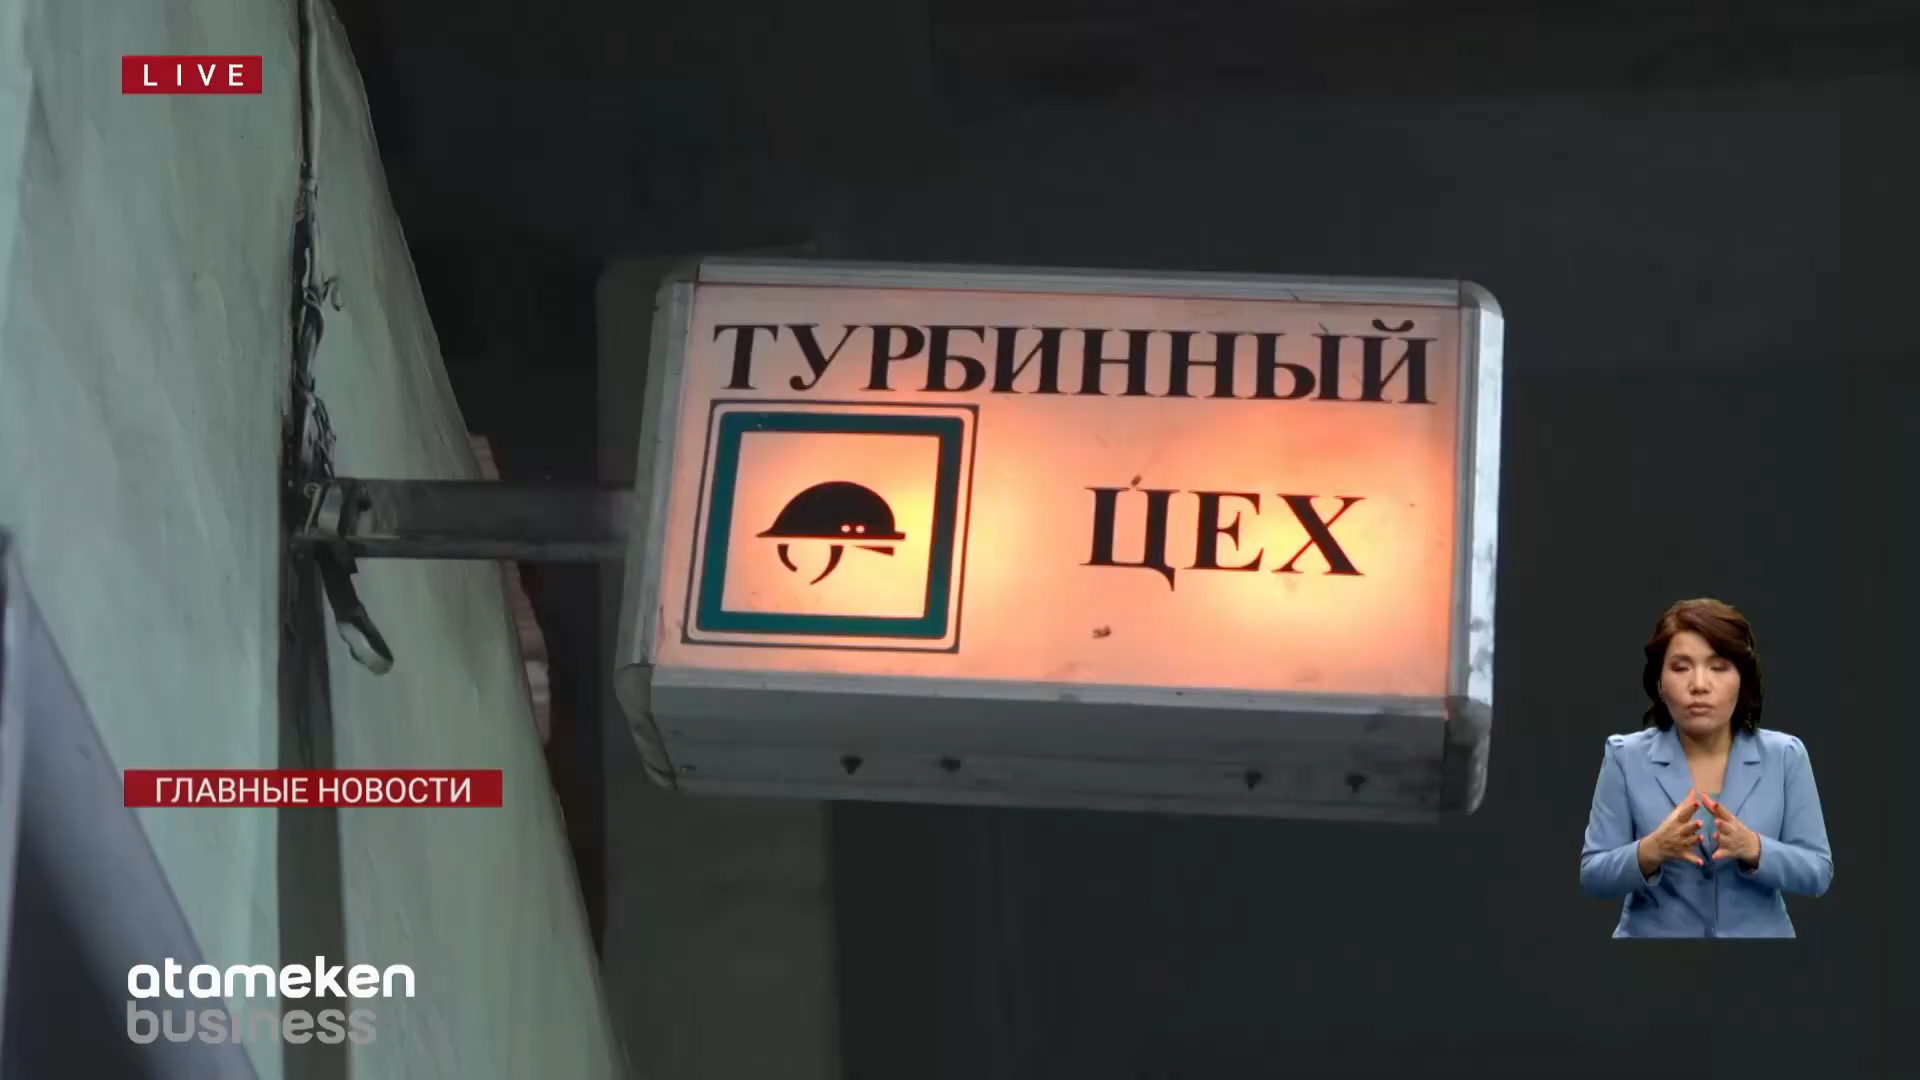 LIVE
ТУРБИННЫЙ
ЦЕХ
ГЛАВНЫЕ НОВОСТИ
atameken
business